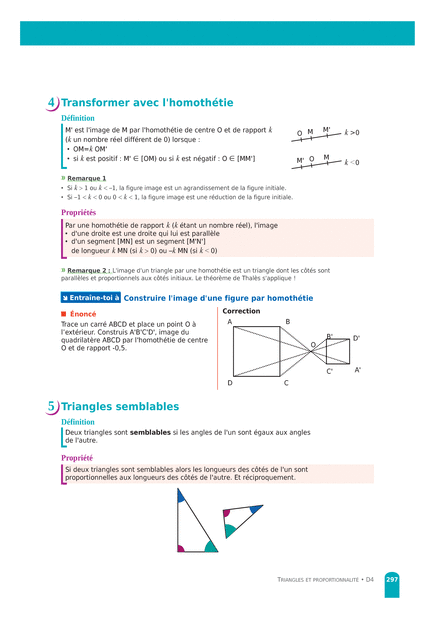 4) Transformer avec l'homothétie
Définition
M' est l'image de M par l'homothétie de centre O et de rapport k
(k un nombre réel différent de 0) lorsque :
• OM=k OM'
• si k est positif : M' ∈ [OM) ou si k est négatif : O ∈ [MM']
O M M' k >0
M' O M k <0
» Remarque 1
• Si k > 1 ou k < –1, la figure image est un agrandissement de la figure initiale.
• Si –1 < k < 0 ou 0 < k < 1, la figure image est une réduction de la figure initiale.
Propriétés
Par une homothétie de rapport k (k étant un nombre réel), l'image
• d'une droite est une droite qui lui est parallèle
• d'un segment [MN] est un segment [M'N']
de longueur k MN (si k > 0) ou –k MN (si k < 0)
» Remarque 2 : L'image d'un triangle par une homothétie est un triangle dont les côtés sont
parallèles et proportionnels aux côtés initiaux. Le théorème de Thalès s'applique !
Entraîne-toi à Construire l'image d'une figure par homothétie
Énoncé
Trace un carré ABCD et place un point O à
l'extérieur. Construis A'B'C'D', image du
quadrilatère ABCD par l'homothétie de centre
O et de rapport -0,5.
Correction
A B
B' D'
O
C' A'
D C
5) Triangles semblables
Définition
Deux triangles sont semblables si les angles de l'un sont égaux aux angles
de l'autre.
Propriété
Si deux triangles sont semblables alors les longueurs des côtés de l'un sont
proportionnelles aux longueurs des côtés de l'autre. Et réciproquement.
TRIANGLES ET PROPORTIONNALITÉ • D4 297